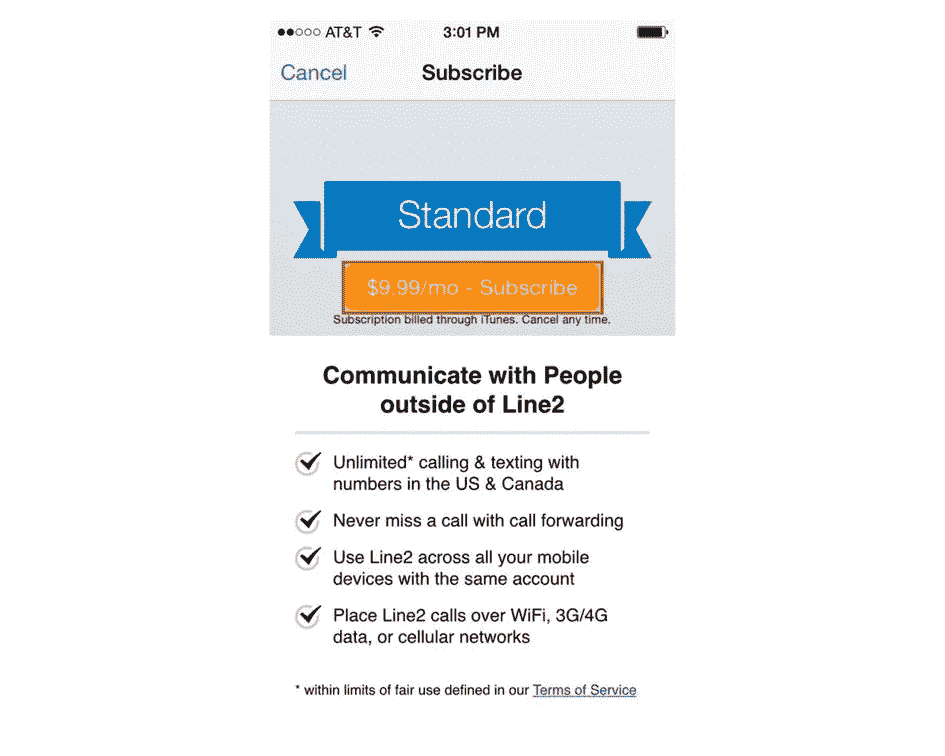 AT&T 3:01 PM
Cancel Subscribe
Standard
$9.99/mo - Subscribe
Subscription billed through iTunes. Cancel any time.
Communicate with People
outside of Line2
Unlimited* calling & texting with
numbers in the US & Canada
Never miss a call with call forwarding
Use Line2 across all your mobile
devices with the same account
Place Line2 calls over WiFi, 3G/4G
data, or cellular networks
* within limits of fair use defined in our Terms of Service